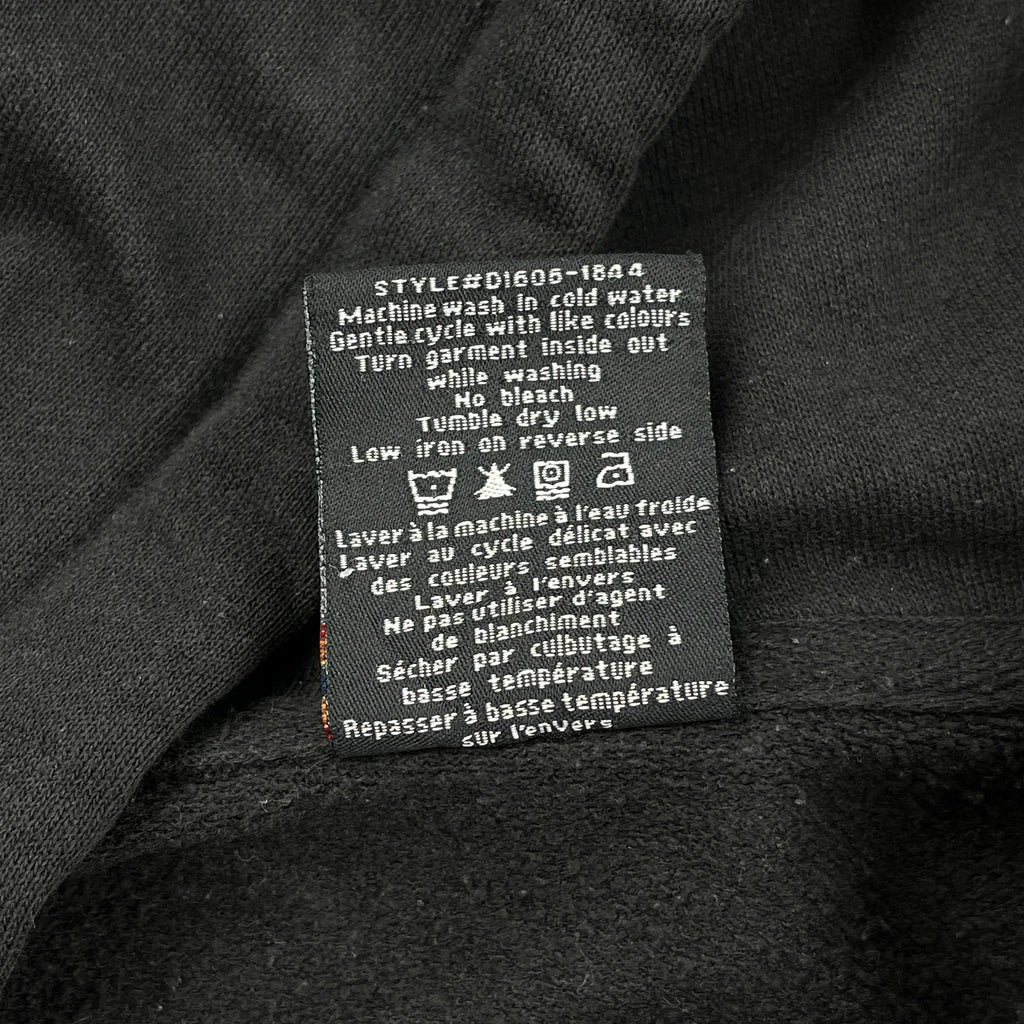 STYLE#D1606-1844
Machine wash in cold water
Gentle cycle with like colours
Turn garment inside out
while washing
No bleach
Tumble dry low
Low iron on reverse side
Laver à la machine à l'eau froide
Laver au cycle délicat avec
des couleurs semblables
Laver à l'envers
Ne pas utiliser d'agent
de blanchiment
Sécher par culbutage à
basse température
Repasser à basse température
sur l'envers